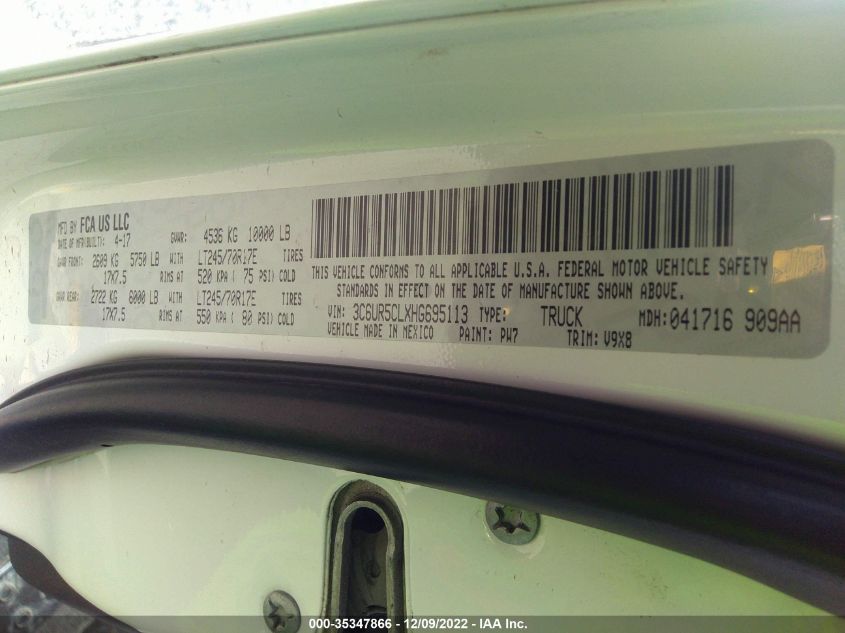 MFD BY FCA US LLC
DATE OF MFR(BUILT): 4-17 GVWR: 4536 KG 10000 LB
GAWR FRONT: 2609 KG 5750 LB WITH LT245/70R17E TIRES
17X7.5 RIMS AT 520 KPA ( 75 PSI) COLD
GAWR REAR: 2722 KG 6000 LB WITH LT245/70R17E TIRES
17X7.5 RIMS AT 550 KPA ( 80 PSI) COLD
THIS VEHICLE CONFORMS TO ALL APPLICABLE U.S.A. FEDERAL MOTOR VEHICLE SAFETY
STANDARDS IN EFFECT ON THE DATE OF MANUFACTURE SHOWN ABOVE.
VIN: 3C6UR5CLXHG695113 TYPE: TRUCK MDH: 041716 909AA
VEHICLE MADE IN MEXICO PAINT: PW7 TRIM: V9X8
000-35347866 - 12/09/2022 - IAA Inc.